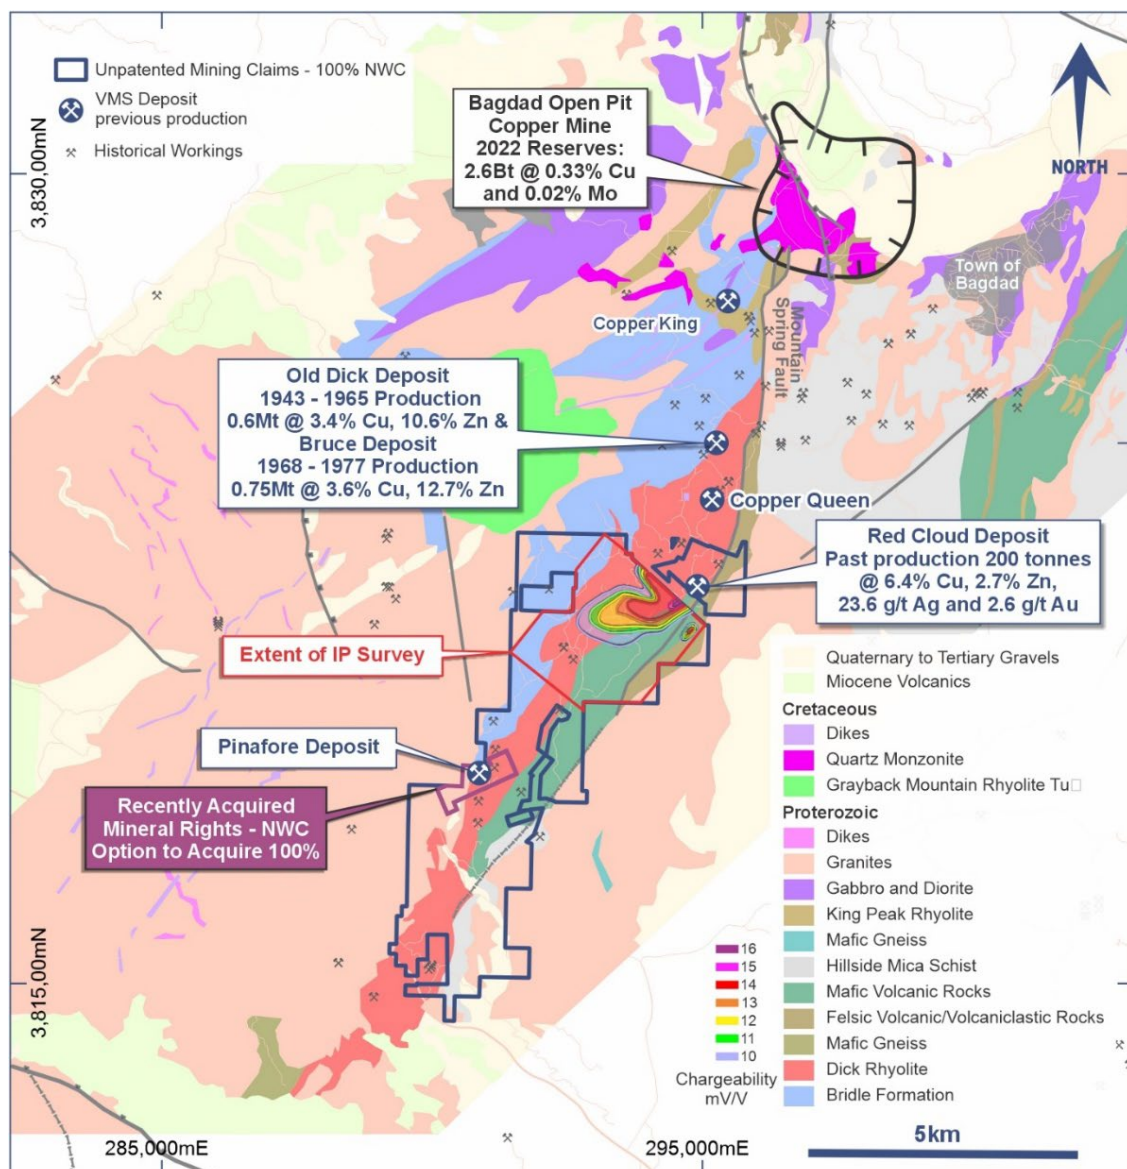 Unpatented Mining Claims - 100% NWC
VMS Deposit
previous production
Historical Workings
Bagdad Open Pit
Copper Mine
2022 Reserves:
2.6Bt @ 0.33% Cu
and 0.02% Mo
NORTH
3,830,00mN
Town of
Bagdad
Copper King
Mountain
Spring Fault
Old Dick Deposit
1943 - 1965 Production
0.6Mt @ 3.4% Cu, 10.6% Zn &
Bruce Deposit
1968 - 1977 Production
0.75Mt @ 3.6% Cu, 12.7% Zn
Copper Queen
Red Cloud Deposit
Past production 200 tonnes
@ 6.4% Cu, 2.7% Zn,
23.6 g/t Ag and 2.6 g/t Au
Extent of IP Survey
Pinafore Deposit
Recently Acquired
Mineral Rights - NWC
Option to Acquire 100%
Quaternary to Tertiary Gravels
Miocene Volcanics
Cretaceous
Dikes
Quartz Monzonite
Grayback Mountain Rhyolite Tu□
Proterozoic
Dikes
Granites
Gabbro and Diorite
King Peak Rhyolite
Mafic Gneiss
Hillside Mica Schist
Mafic Volcanic Rocks
Felsic Volcanic/Volcaniclastic Rocks
Mafic Gneiss
Dick Rhyolite
Bridle Formation
16
15
14
13
12
11
10
Chargeability
mV/V
3,815,00mN
285,000mE
295,000mE
5km